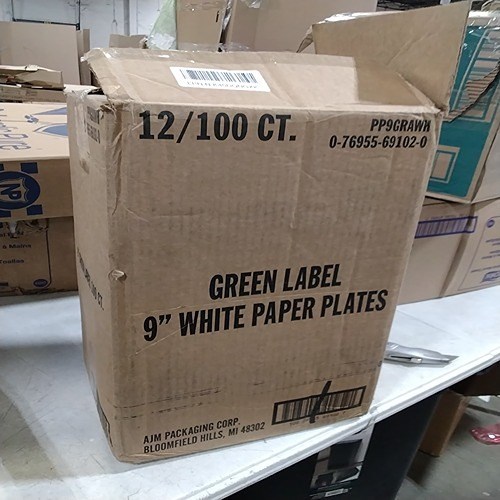 12/100 CT.
PP9GRAWH
0-76955-69102-0
GREEN LABEL
9" WHITE PAPER PLATES
AJM PACKAGING CORP.
BLOOMFIELD HILLS, MI 48302